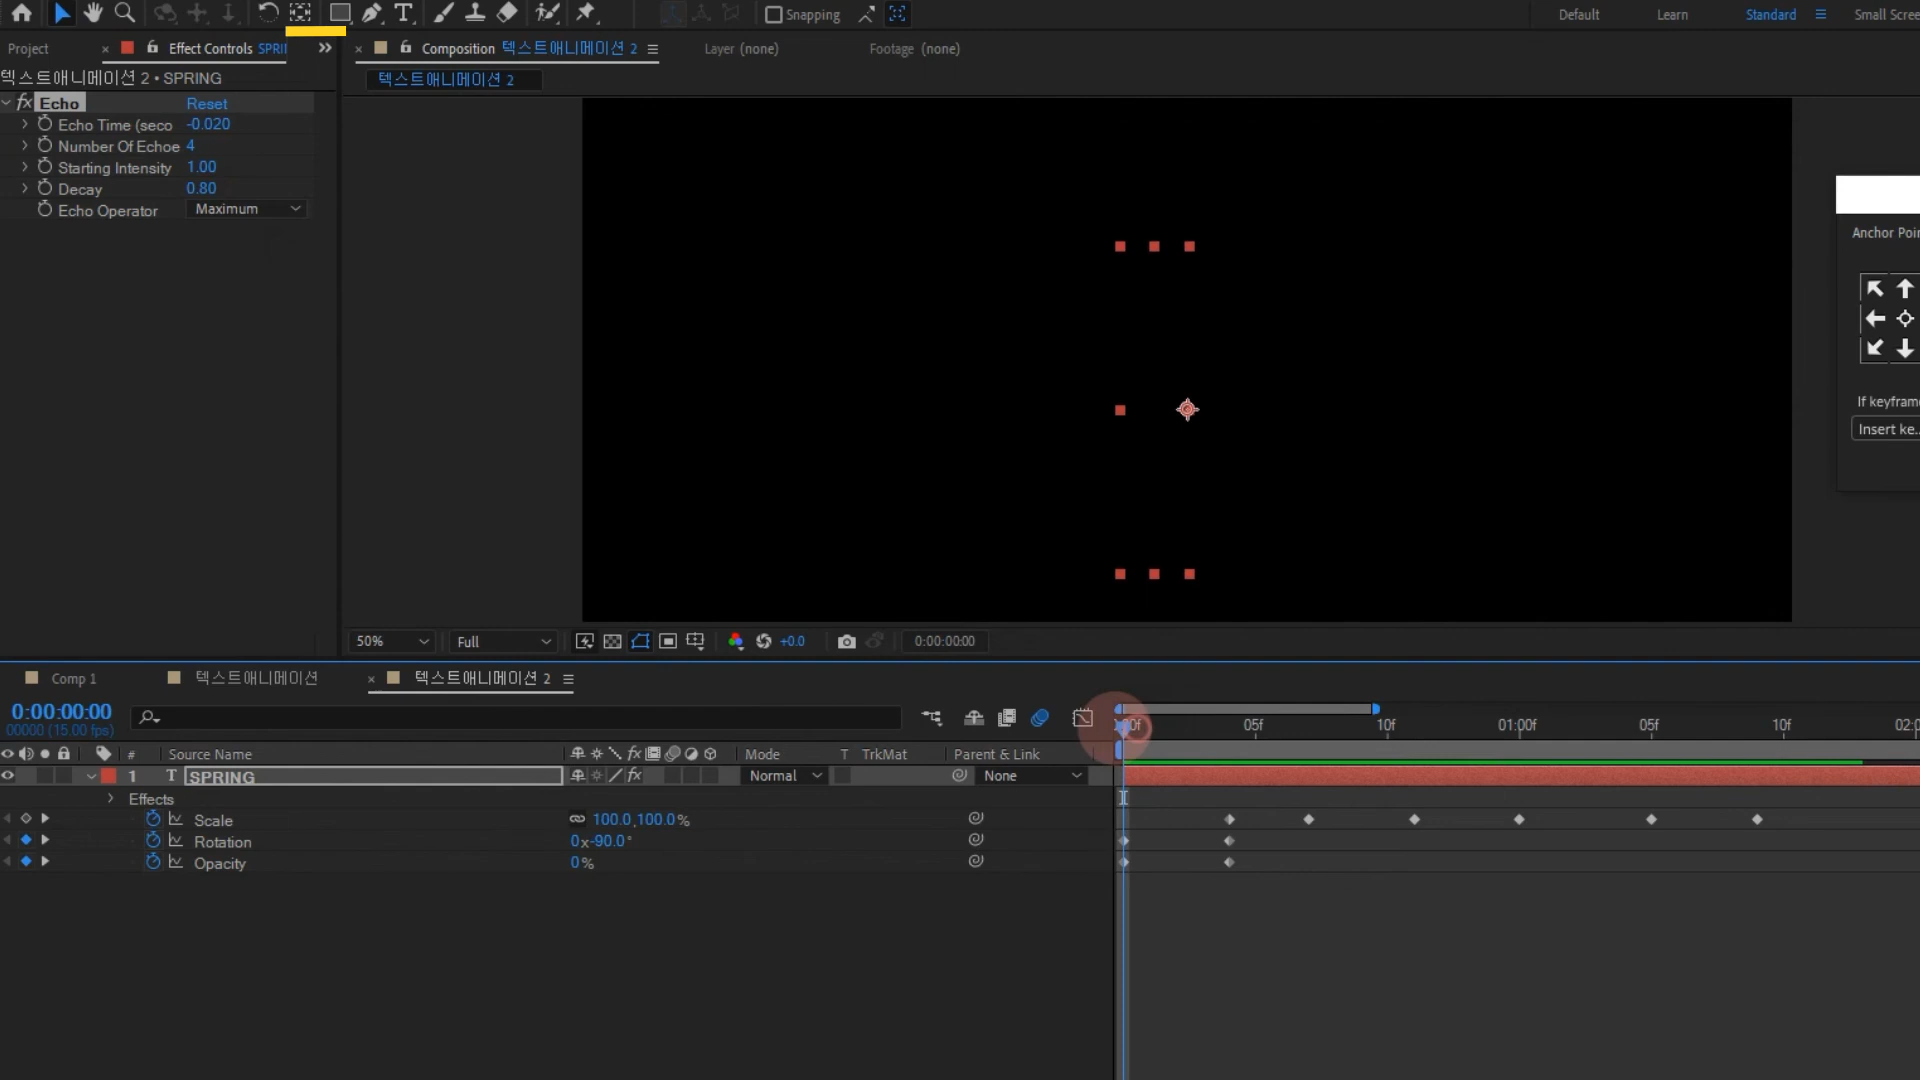 Snapping
Default
Learn
Standard
Small Scree
Project
Effect Controls SPRI
Composition 텍스트애니메이션 2
Layer (none)
Footage (none)
텍스트애니메이션 2 • SPRING
텍스트애니메이션 2
fx Echo
Reset
Echo Time (seco -0.020
Number Of Echoe 4
Starting Intensity 1.00
Decay 0.80
Echo Operator Maximum
Anchor Poin
If keyfram
Insert ke..
50%
Full
+0.0
0:00:00:00
Comp 1
텍스트애니메이션
텍스트애니메이션 2
0:00:00:00
00000 (15.00 fps)
05f
10f
01:00f
05f
10f
02:0
# Source Name
fx
Mode
T TrkMat
Parent & Link
1 T SPRING
fx
Normal
None
Effects
Scale 100.0,100.0%
Rotation 0x-90.0°
Opacity 0%